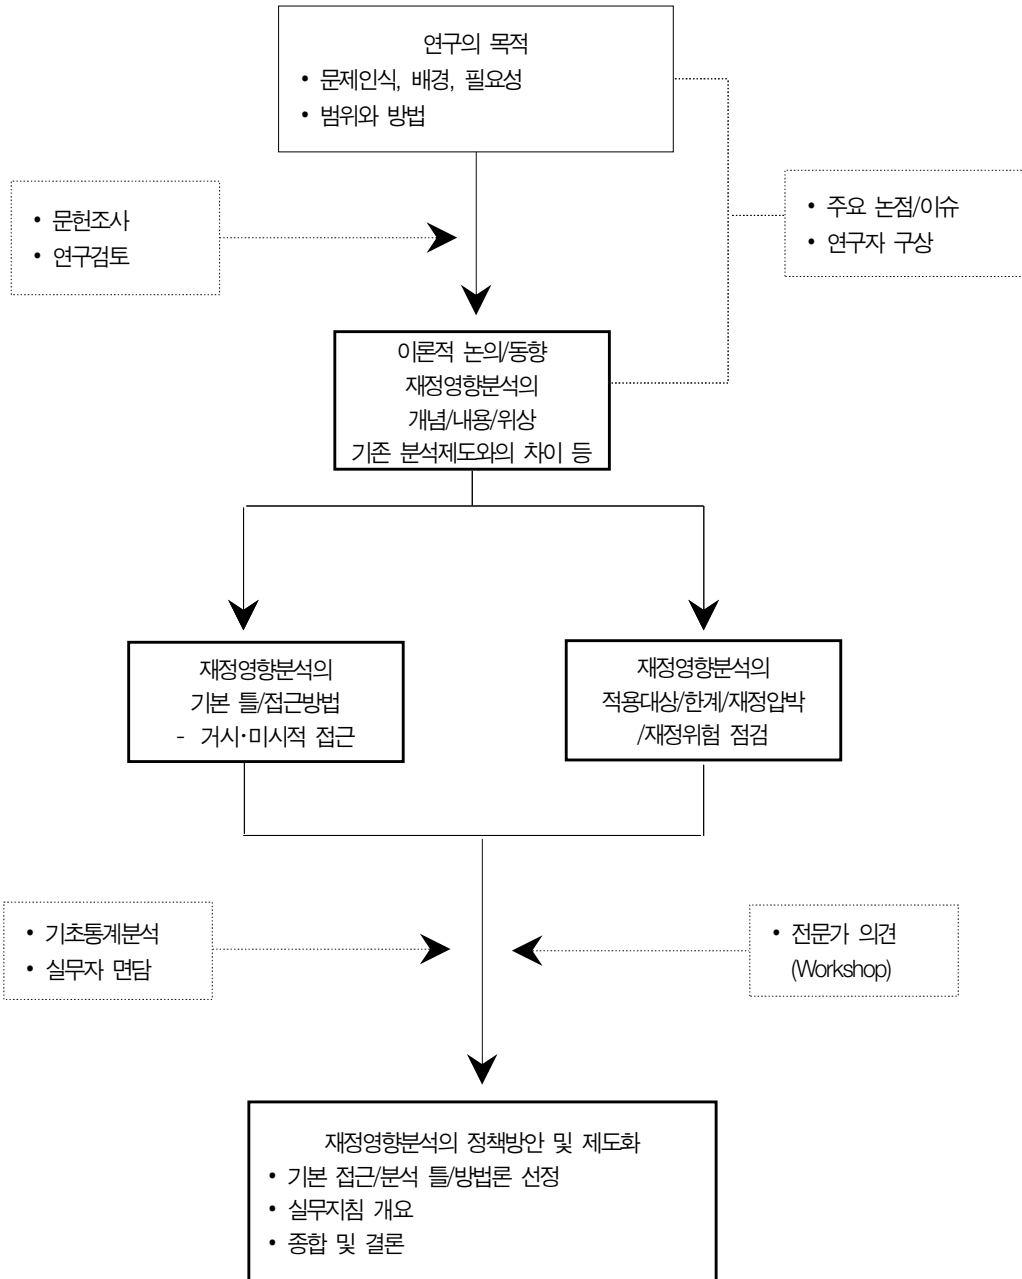 연구의 목적
• 문제인식, 배경, 필요성
• 범위와 방법
• 문헌조사
• 연구검토
• 주요 논점/이슈
• 연구자 구상
이론적 논의/동향
재정영향분석의
개념/내용/위상
기존 분석제도와의 차이 등
재정영향분석의
기본 틀/접근방법
- 거시·미시적 접근
재정영향분석의
적용대상/한계/재정압박
/재정위험 점검
• 기초통계분석
• 실무자 면담
• 전문가 의견
(Workshop)
재정영향분석의 정책방안 및 제도화
• 기본 접근/분석 틀/방법론 선정
• 실무지침 개요
• 종합 및 결론